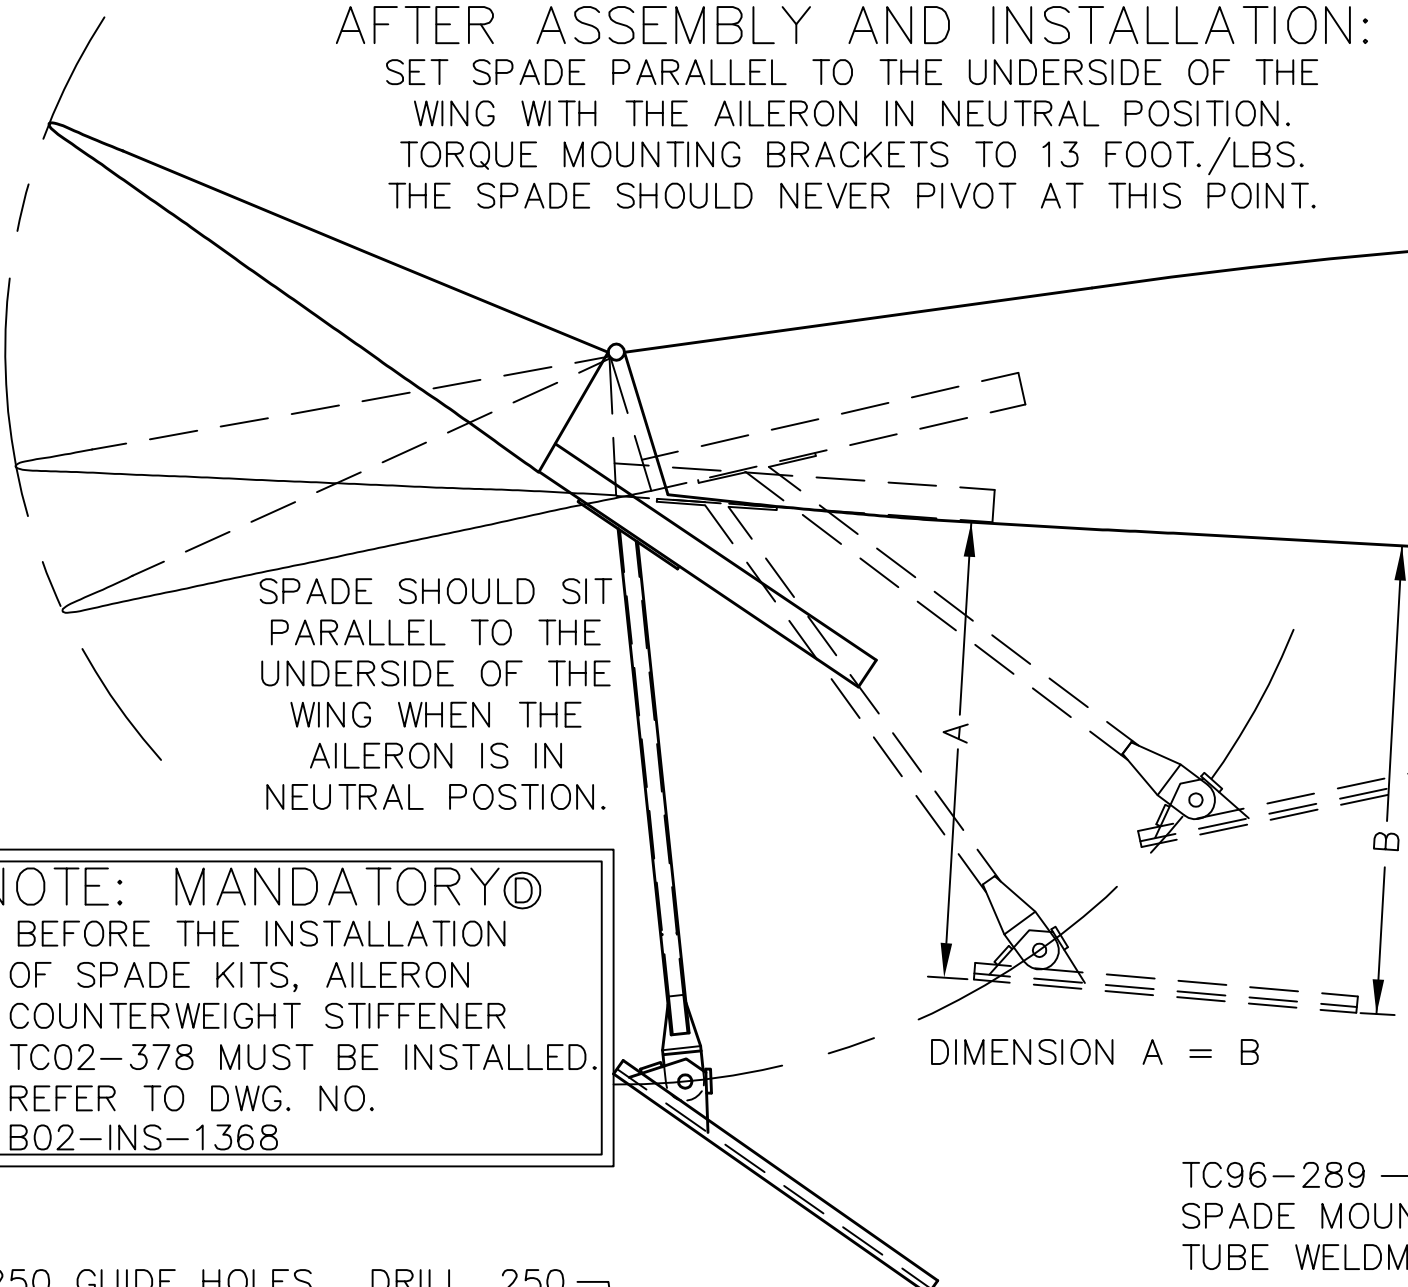 AFTER ASSEMBLY AND INSTALLATION:
SET SPADE PARALLEL TO THE UNDERSIDE OF THE
WING WITH THE AILERON IN NEUTRAL POSITION.
TORQUE MOUNTING BRACKETS TO 13 FOOT./LBS.
THE SPADE SHOULD NEVER PIVOT AT THIS POINT.
SPADE SHOULD SIT
PARALLEL TO THE
UNDERSIDE OF THE
WING WHEN THE
AILERON IS IN
NEUTRAL POSTION.
A
B
NOTE: MANDATORY Ⓓ
BEFORE THE INSTALLATION
OF SPADE KITS, AILERON
COUNTERWEIGHT STIFFENER
TC02-378 MUST BE INSTALLED.
REFER TO DWG. NO.
B02-INS-1368
DIMENSION A = B
TC96-289
SPADE MOUN
TUBE WELDM
250 GUIDE HOLES. DRILL .250